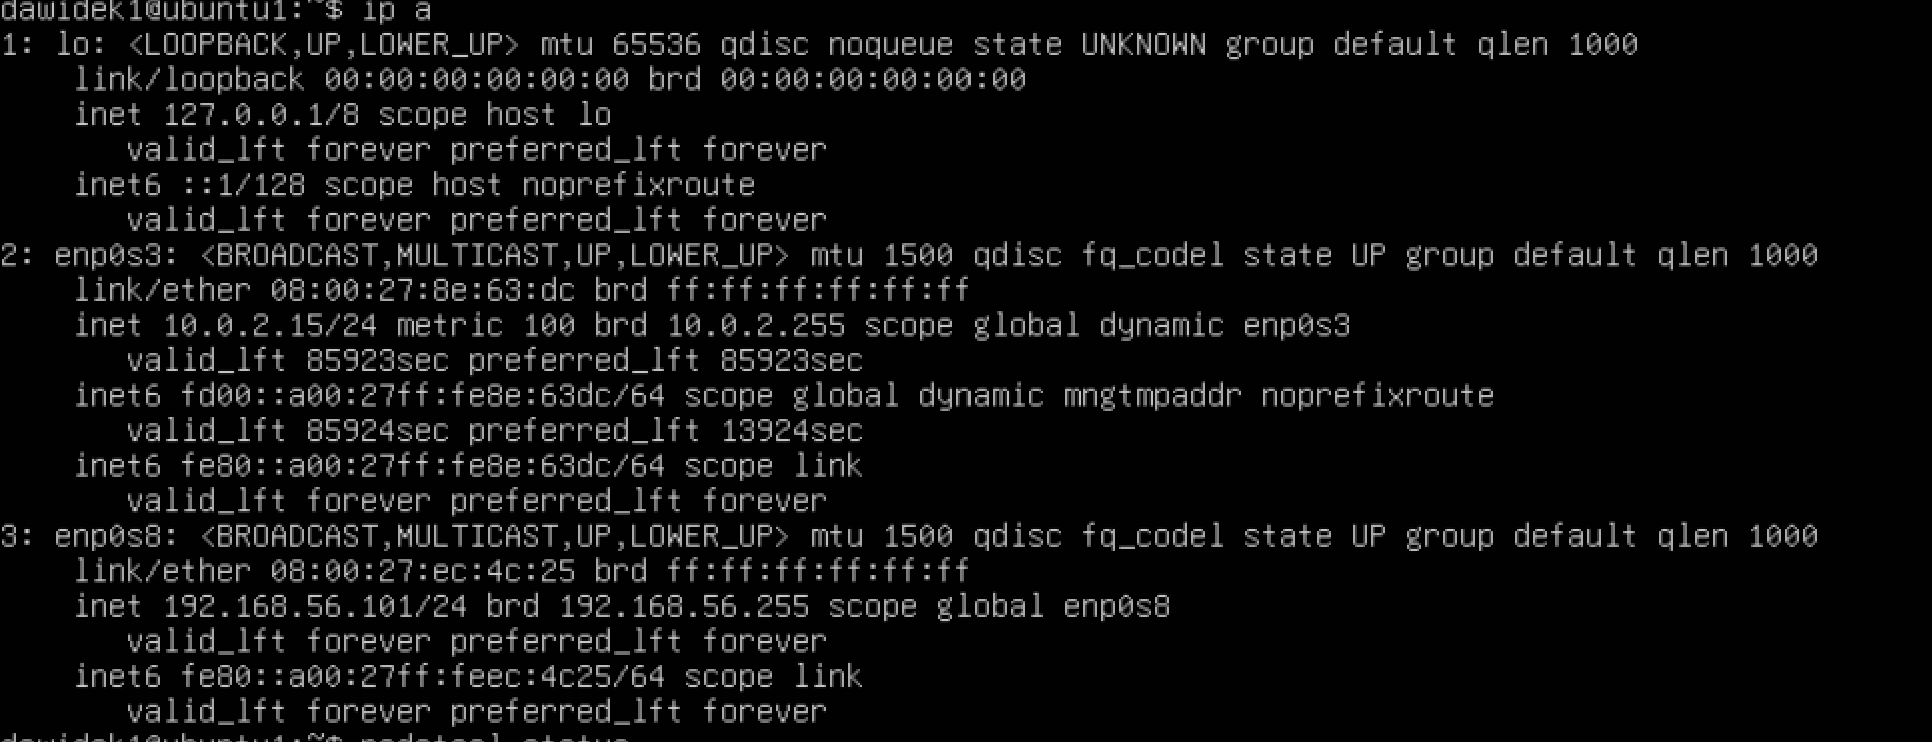 dawidek1@ubuntu1:~$ ip a
1: lo: <LOOPBACK,UP,LOWER_UP> mtu 65536 qdisc noqueue state UNKNOWN group default qlen 1000
    link/loopback 00:00:00:00:00:00 brd 00:00:00:00:00:00
    inet 127.0.0.1/8 scope host lo
       valid_lft forever preferred_lft forever
    inet6 ::1/128 scope host noprefixroute
       valid_lft forever preferred_lft forever
2: enp0s3: <BROADCAST,MULTICAST,UP,LOWER_UP> mtu 1500 qdisc fq_codel state UP group default qlen 1000
    link/ether 08:00:27:8e:63:dc brd ff:ff:ff:ff:ff:ff
    inet 10.0.2.15/24 metric 100 brd 10.0.2.255 scope global dynamic enp0s3
       valid_lft 85923sec preferred_lft 85923sec
    inet6 fd00::a00:27ff:fe8e:63dc/64 scope global dynamic mngtmpaddr noprefixroute
       valid_lft 85924sec preferred_lft 13924sec
    inet6 fe80::a00:27ff:fe8e:63dc/64 scope link
       valid_lft forever preferred_lft forever
3: enp0s8: <BROADCAST,MULTICAST,UP,LOWER_UP> mtu 1500 qdisc fq_codel state UP group default qlen 1000
    link/ether 08:00:27:ec:4c:25 brd ff:ff:ff:ff:ff:ff
    inet 192.168.56.101/24 brd 192.168.56.255 scope global enp0s8
       valid_lft forever preferred_lft forever
    inet6 fe80::a00:27ff:feec:4c25/64 scope link
       valid_lft forever preferred_lft forever
dawidek1@ubuntu1:~$ nodetool status